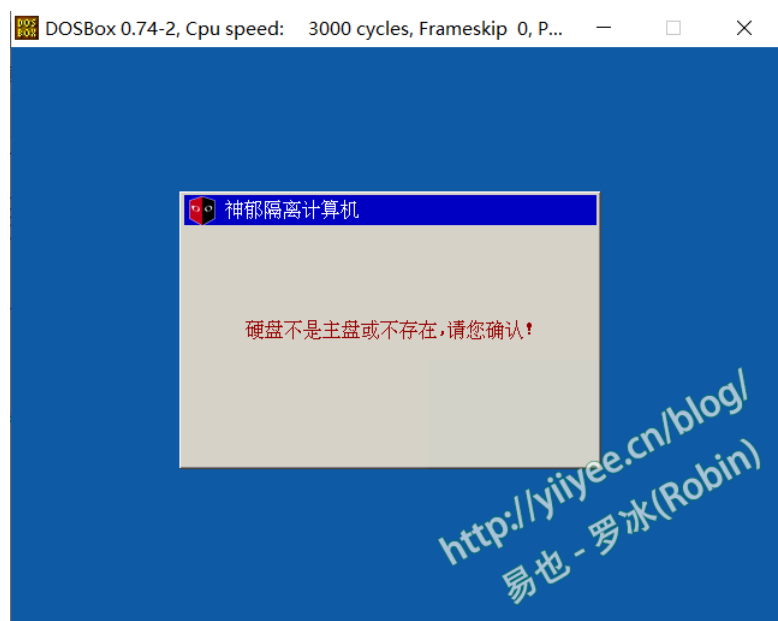 DOSBox 0.74-2, Cpu speed: 3000 cycles, Frameskip 0, P...
神郁隔离计算机
硬盘不是主盘或不存在,请您确认!
http://yiiyee.cn/blog/
易也 - 罗冰(Robin)